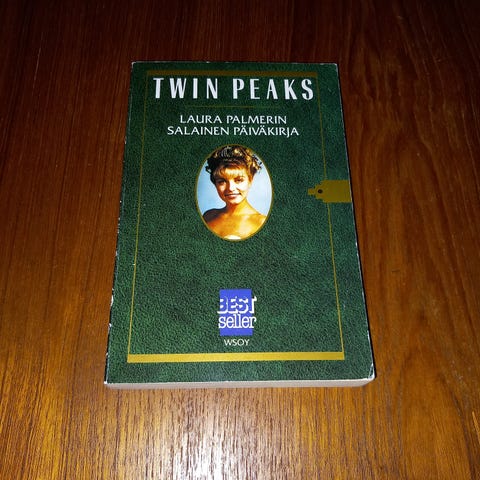 TWIN PEAKS
LAURA PALMERIN
SALAINEN PÄIVÄKIRJA
BEST
seller
WSOY